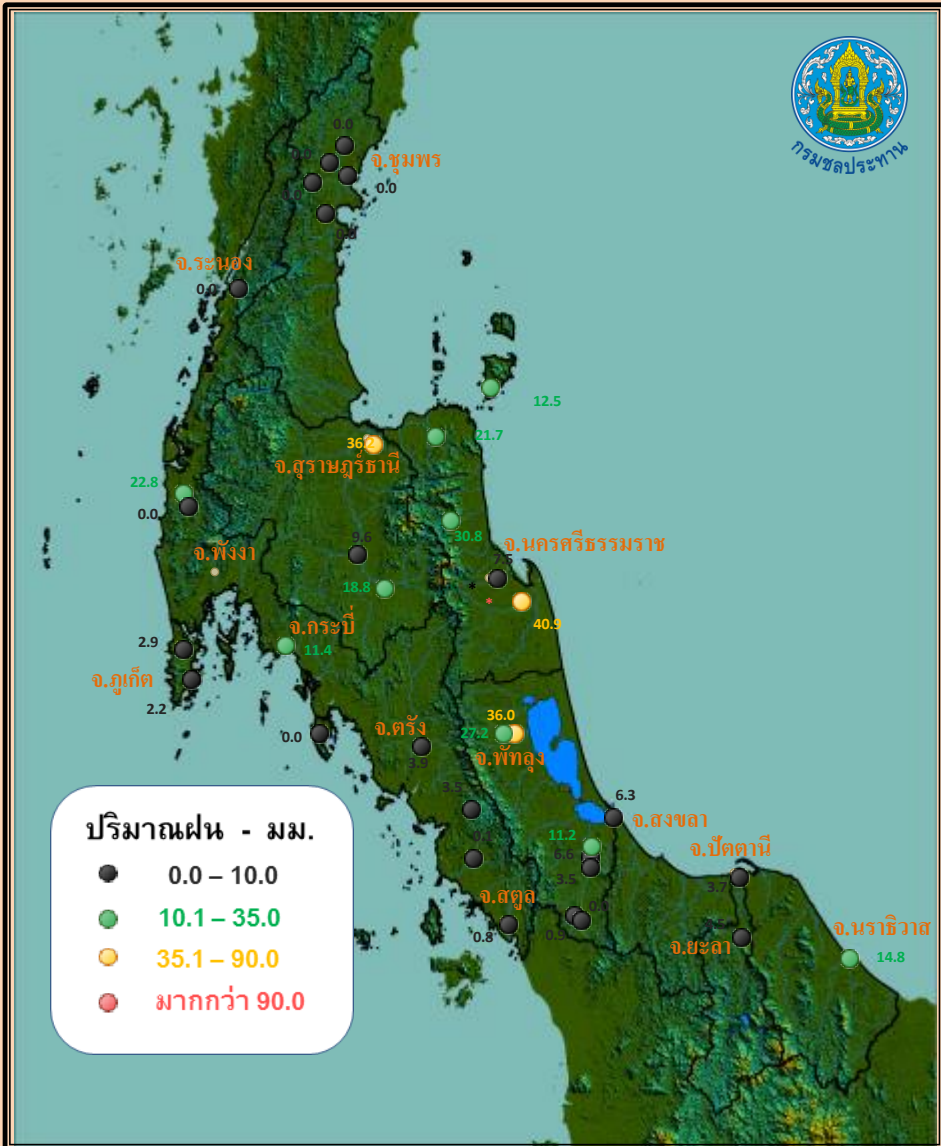 กรมชลประทาน
0.0
จ.ชุมพร
0.0
จ.ระนอง
0.0
12.5
21.7
36.2
จ.สุราษฎร์ธานี
22.8
0.0
30.8
9.6
จ.นครศรีธรรมราช
จ.พังงา
18.8
*
*
40.9
จ.กระบี่
11.4
2.9
จ.ภูเก็ต
2.2
36.0
27.2
0.0
จ.ตรัง
3.9
จ.พัทลุง
3.5
6.3
จ.สงขลา
11.2
6.6
3.5
จ.ปัตตานี
3.7
จ.สตูล
0.8
จ.ยะลา
จ.นราธิวาส
14.8
ปริมาณฝน - มม.
0.0 – 10.0
10.1 – 35.0
35.1 – 90.0
มากกว่า 90.0